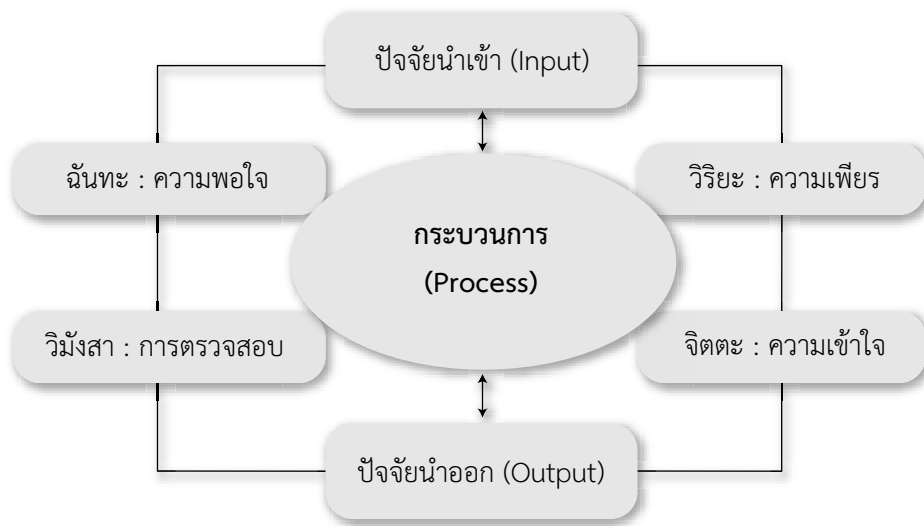 ปัจจัยนำเข้า (Input)
ฉันทะ : ความพอใจ
วิริยะ : ความเพียร
กระบวนการ
(Process)
วิมังสา : การตรวจสอบ
จิตตะ : ความเข้าใจ
ปัจจัยนำออก (Output)